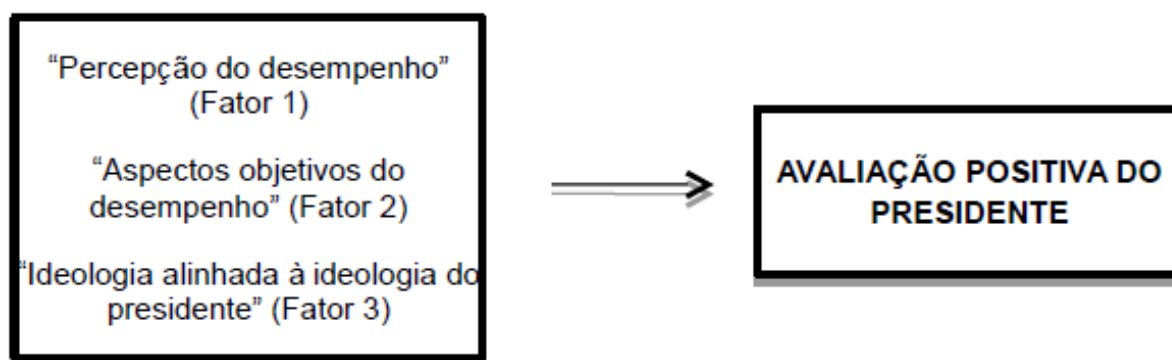 “Percepção do desempenho”
(Fator 1)
“Aspectos objetivos do
desempenho” (Fator 2)
“Ideologia alinhada à ideologia do
presidente” (Fator 3)
AVALIAÇÃO POSITIVA DO
PRESIDENTE